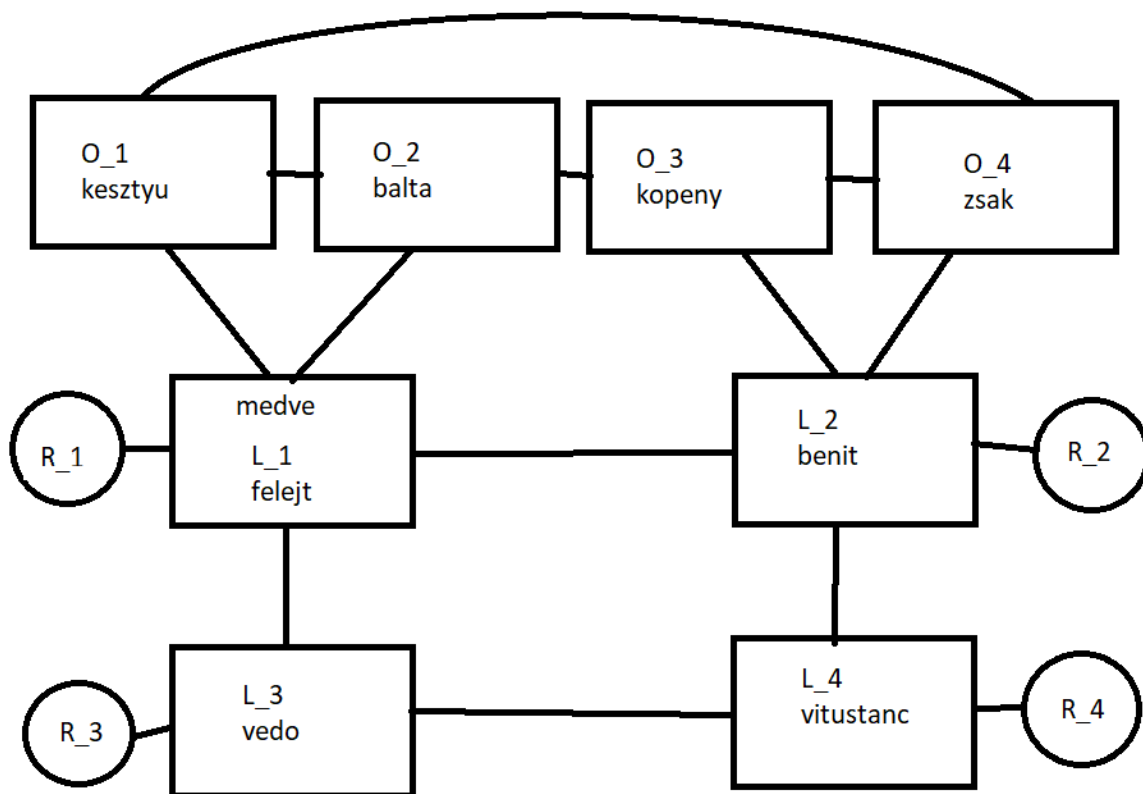 O_1
kesztyu
O_2
balta
O_3
kopeny
O_4
zsak
medve
L_1
felejt
R_1
L_2
benit
R_2
L_3
vedo
R_3
L_4
vitustanc
R_4